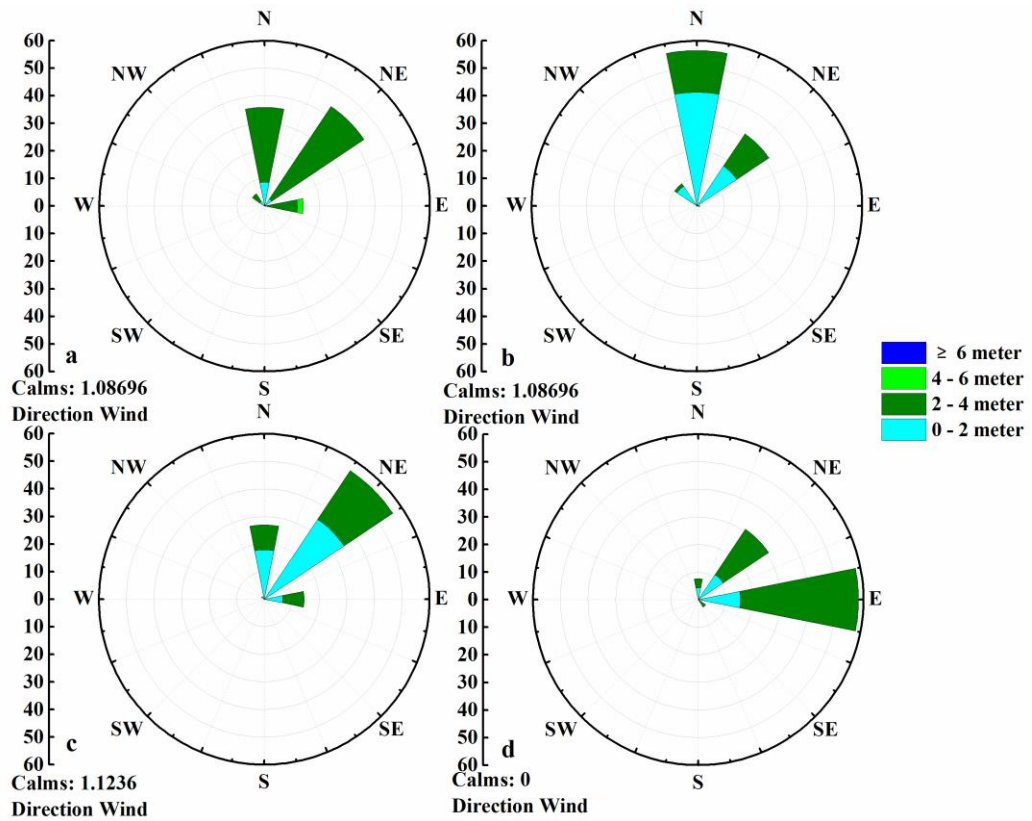 N
NE
E
SE
S
SW
W
NW
60
50
40
30
20
10
0
10
20
30
40
50
60
a
Calms: 1.08696
Direction Wind
N
NE
E
SE
S
SW
W
NW
60
50
40
30
20
10
0
10
20
30
40
50
60
b
Calms: 1.08696
Direction Wind
≥ 6 meter
4 - 6 meter
2 - 4 meter
0 - 2 meter
N
NE
E
SE
S
SW
W
NW
60
50
40
30
20
10
0
10
20
30
40
50
60
c
Calms: 1.1236
Direction Wind
N
NE
E
SE
S
SW
W
NW
60
50
40
30
20
10
0
10
20
30
40
50
60
d
Calms: 0
Direction Wind